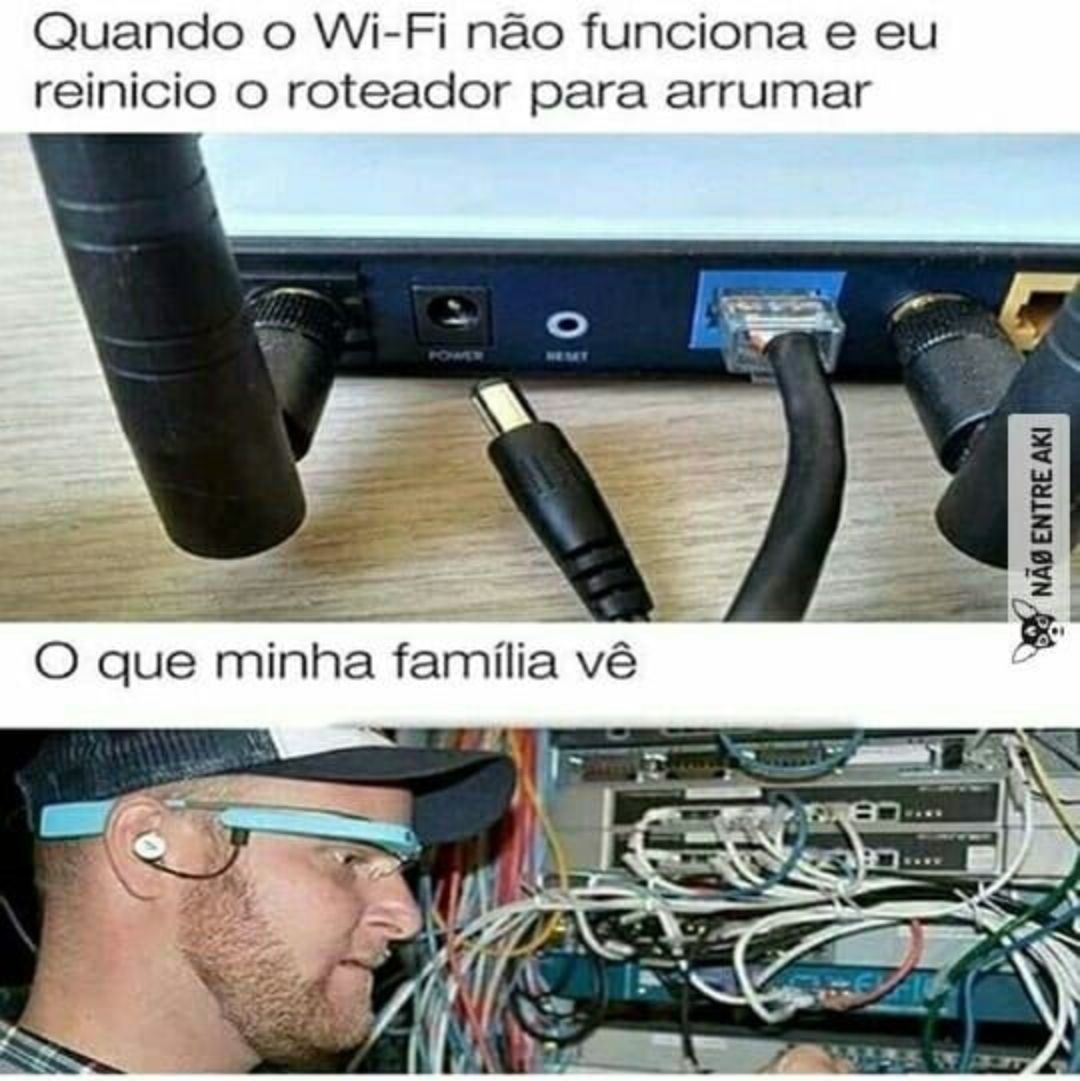 Quando o Wi-Fi não funciona e eu
reinicio o roteador para arrumar
POWER
RESET
NÃØ ENTRE AKI
O que minha família vê